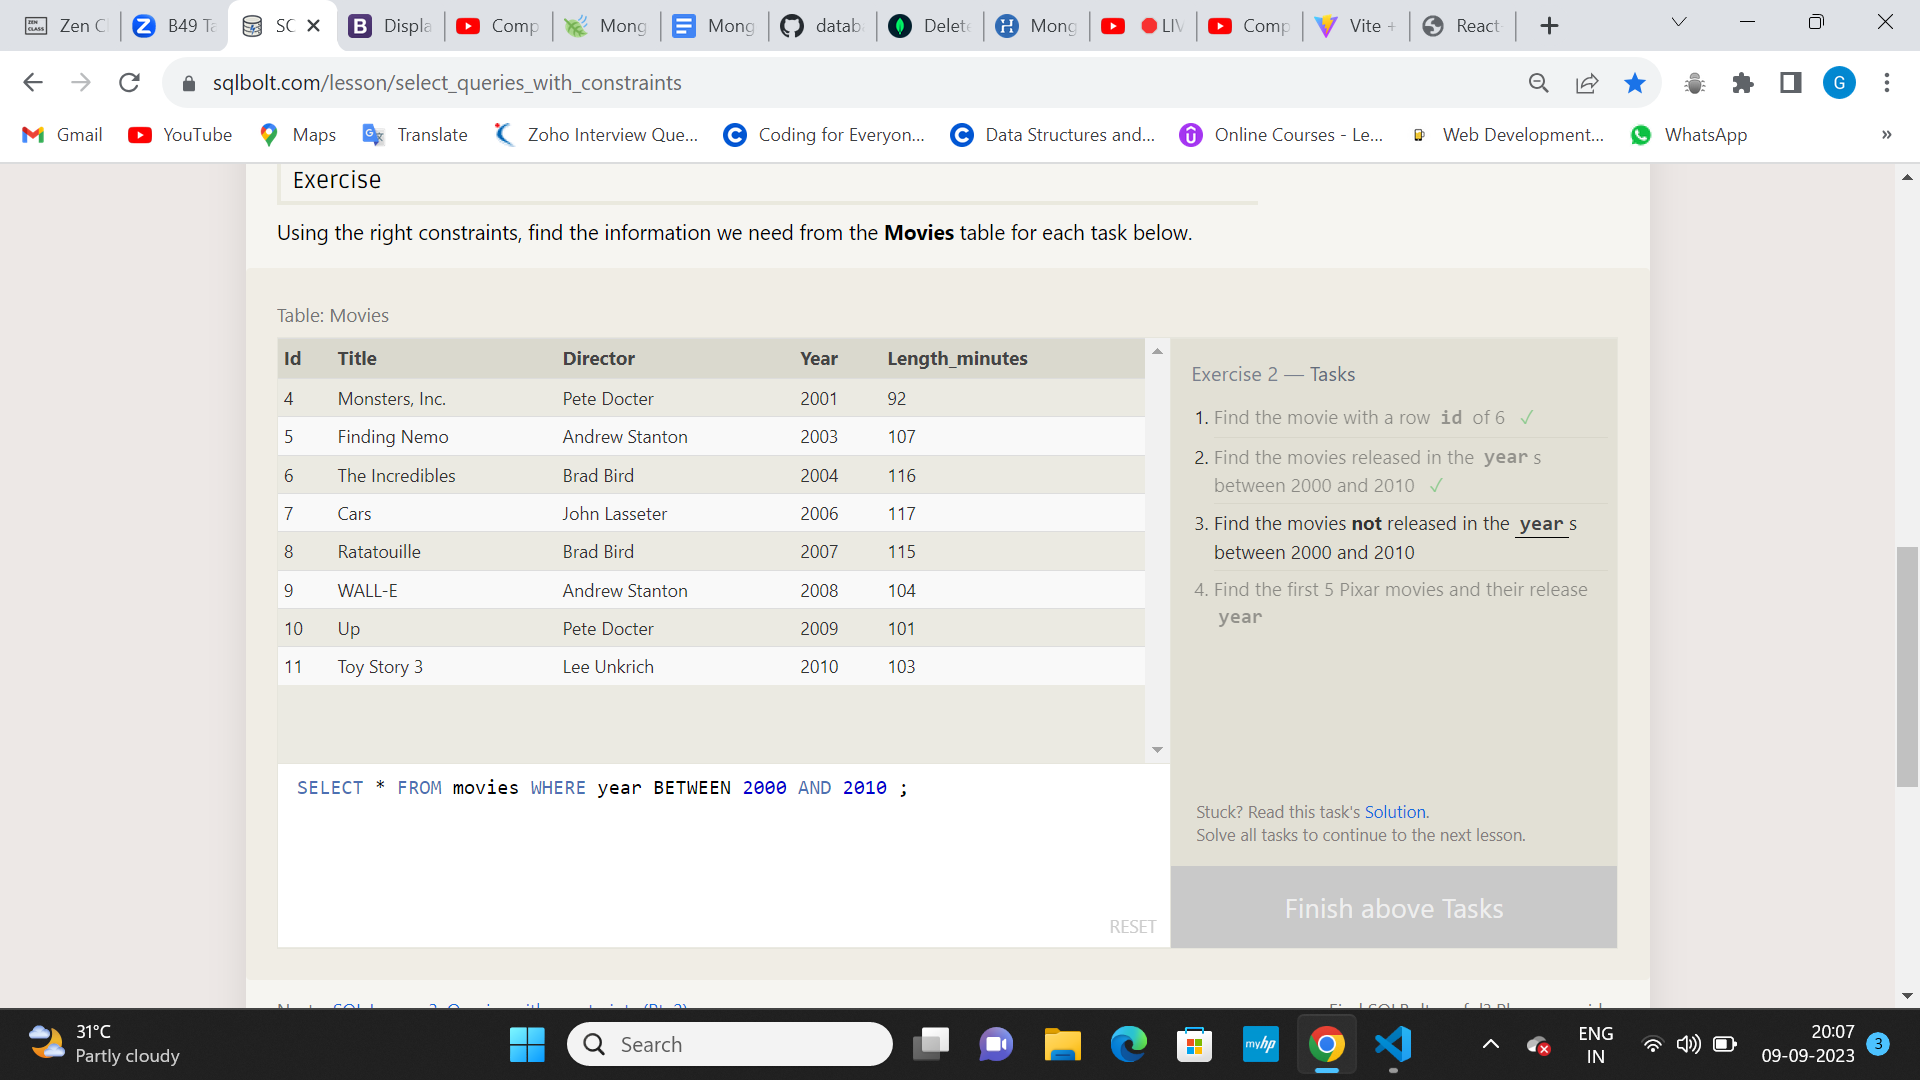 Zen Cl
B49 Ta
SC
Displa
Comp
Mong
Mong
datab
Delete
Mong
LIV
Comp
Vite +
React
sqlbolt.com/lesson/select_queries_with_constraints
G
Gmail
YouTube
Maps
Translate
Zoho Interview Que...
Coding for Everyon...
Data Structures and...
Online Courses - Le...
Web Development...
WhatsApp
»
Exercise
Using the right constraints, find the information we need from the Movies table for each task below.
Table: Movies
Id Title Director Year Length_minutes
4 Monsters, Inc. Pete Docter 2001 92
5 Finding Nemo Andrew Stanton 2003 107
6 The Incredibles Brad Bird 2004 116
7 Cars John Lasseter 2006 117
8 Ratatouille Brad Bird 2007 115
9 WALL-E Andrew Stanton 2008 104
10 Up Pete Docter 2009 101
11 Toy Story 3 Lee Unkrich 2010 103
SELECT * FROM movies WHERE year BETWEEN 2000 AND 2010 ;
RESET
Exercise 2 — Tasks
1. Find the movie with a row id of 6 ✓
2. Find the movies released in the year s
between 2000 and 2010 ✓
3. Find the movies not released in the year s
between 2000 and 2010
4. Find the first 5 Pixar movies and their release
year
Stuck? Read this task's Solution.
Solve all tasks to continue to the next lesson.
Finish above Tasks
31°C
Partly cloudy
Search
myhp
ENG
IN
20:07
09-09-2023
3